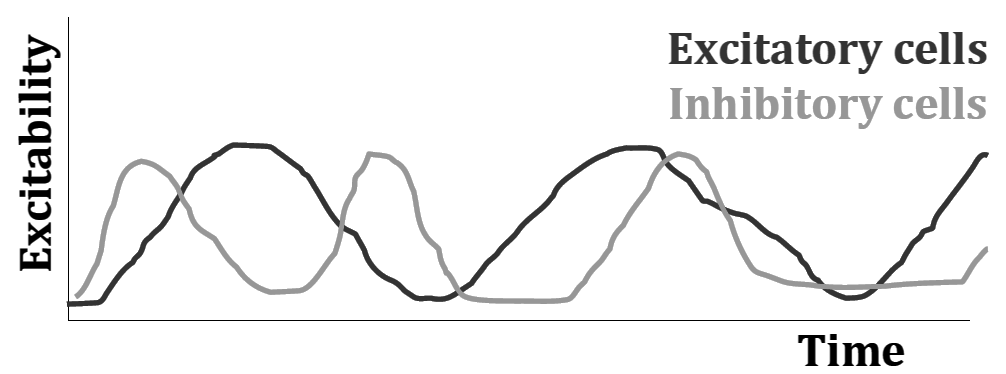 Excitatory cells
Inhibitory cells
Excitability
Time